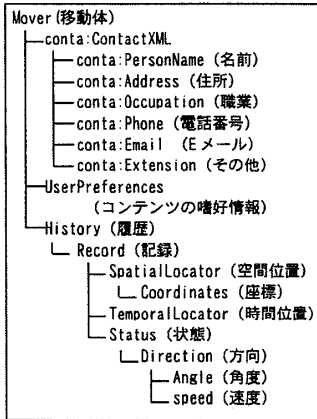 Mover(移動体)
conta:ContactXML
conta:PersonName (名前)
conta:Address (住所)
conta:Occupation (職業)
conta:Phone (電話番号)
conta:Email (Eメール)
conta:Extension (その他)
UserPreferences
(コンテンツの嗜好情報)
History (履歴)
Record (記録)
SpatialLocator (空間位置)
Coordinates (座標)
TemporalLocator (時間位置)
Status (状態)
Direction (方向)
Angle (角度)
speed (速度)